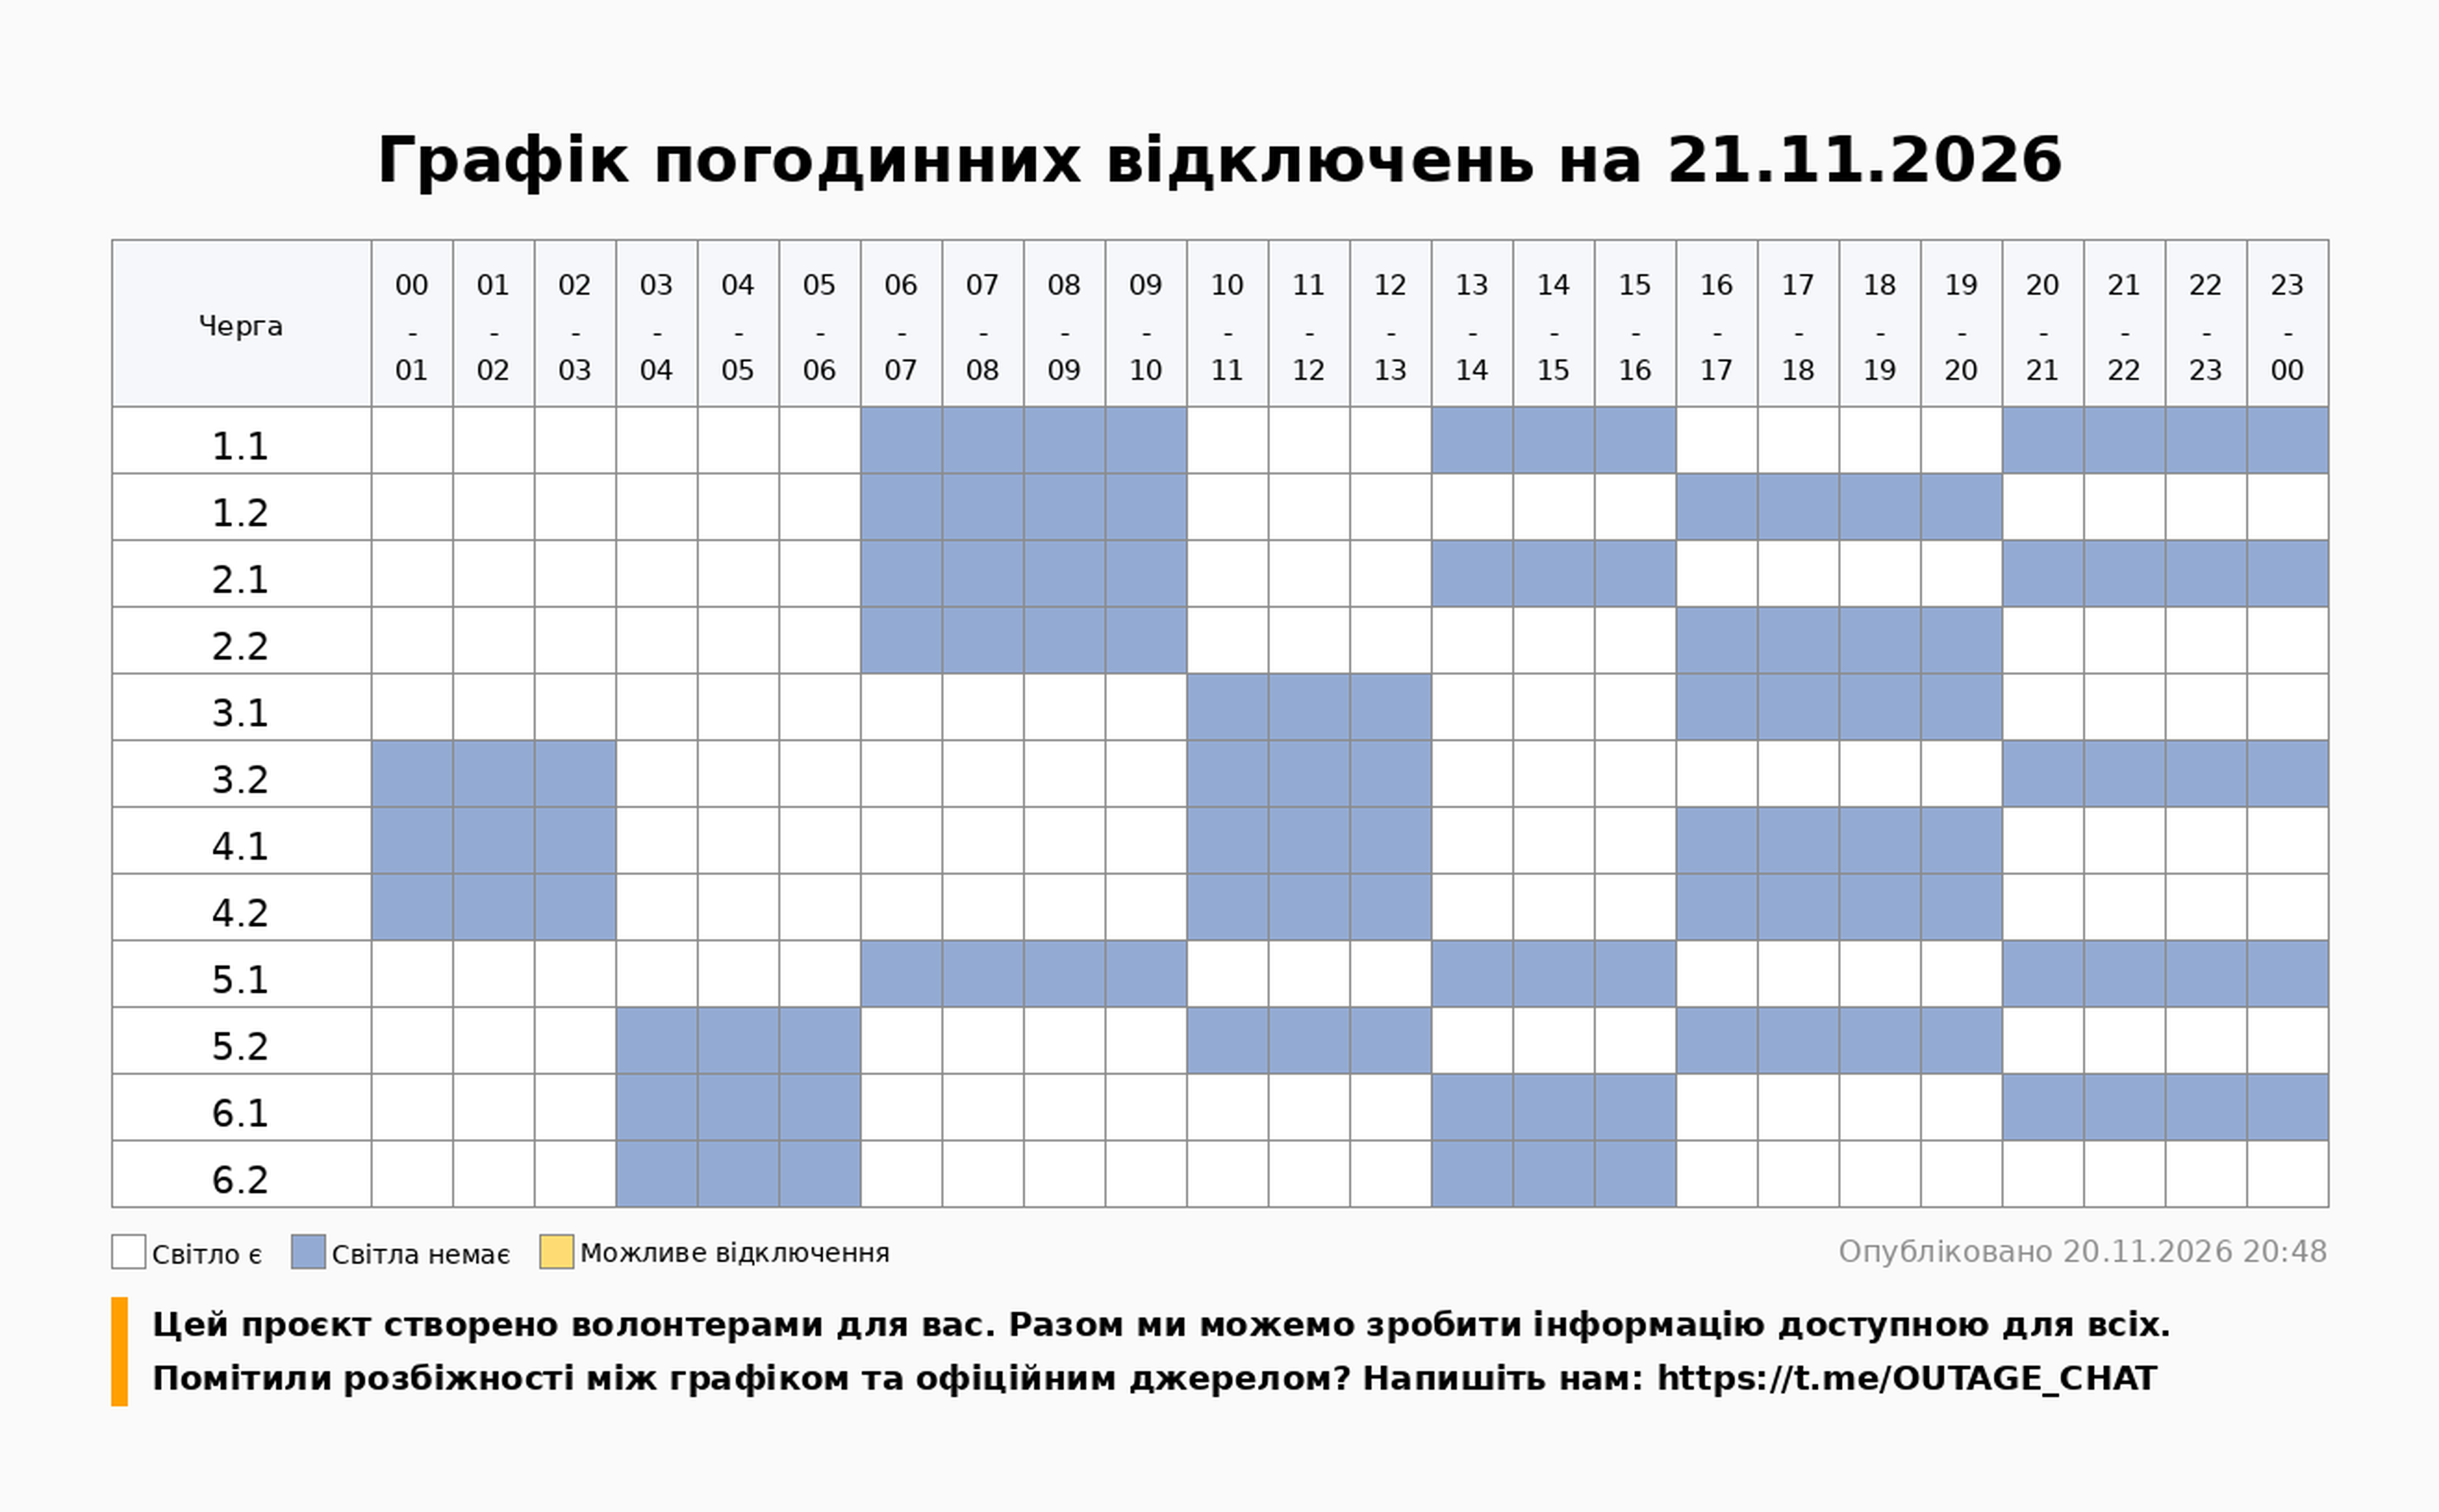 Графік погодинних відключень на 21.11.2026
Черга
00 - 01
01 - 02
02 - 03
03 - 04
04 - 05
05 - 06
06 - 07
07 - 08
08 - 09
09 - 10
10 - 11
11 - 12
12 - 13
13 - 14
14 - 15
15 - 16
16 - 17
17 - 18
18 - 19
19 - 20
20 - 21
21 - 22
22 - 23
23 - 00
1.1
1.2
2.1
2.2
3.1
3.2
4.1
4.2
5.1
5.2
6.1
6.2
Світло є
Світла немає
Можливе відключення
Опубліковано 20.11.2026 20:48
Цей проєкт створено волонтерами для вас. Разом ми можемо зробити інформацію доступною для всіх.
Помітили розбіжності між графіком та офіційним джерелом? Напишіть нам: https://t.me/OUTAGE_CHAT